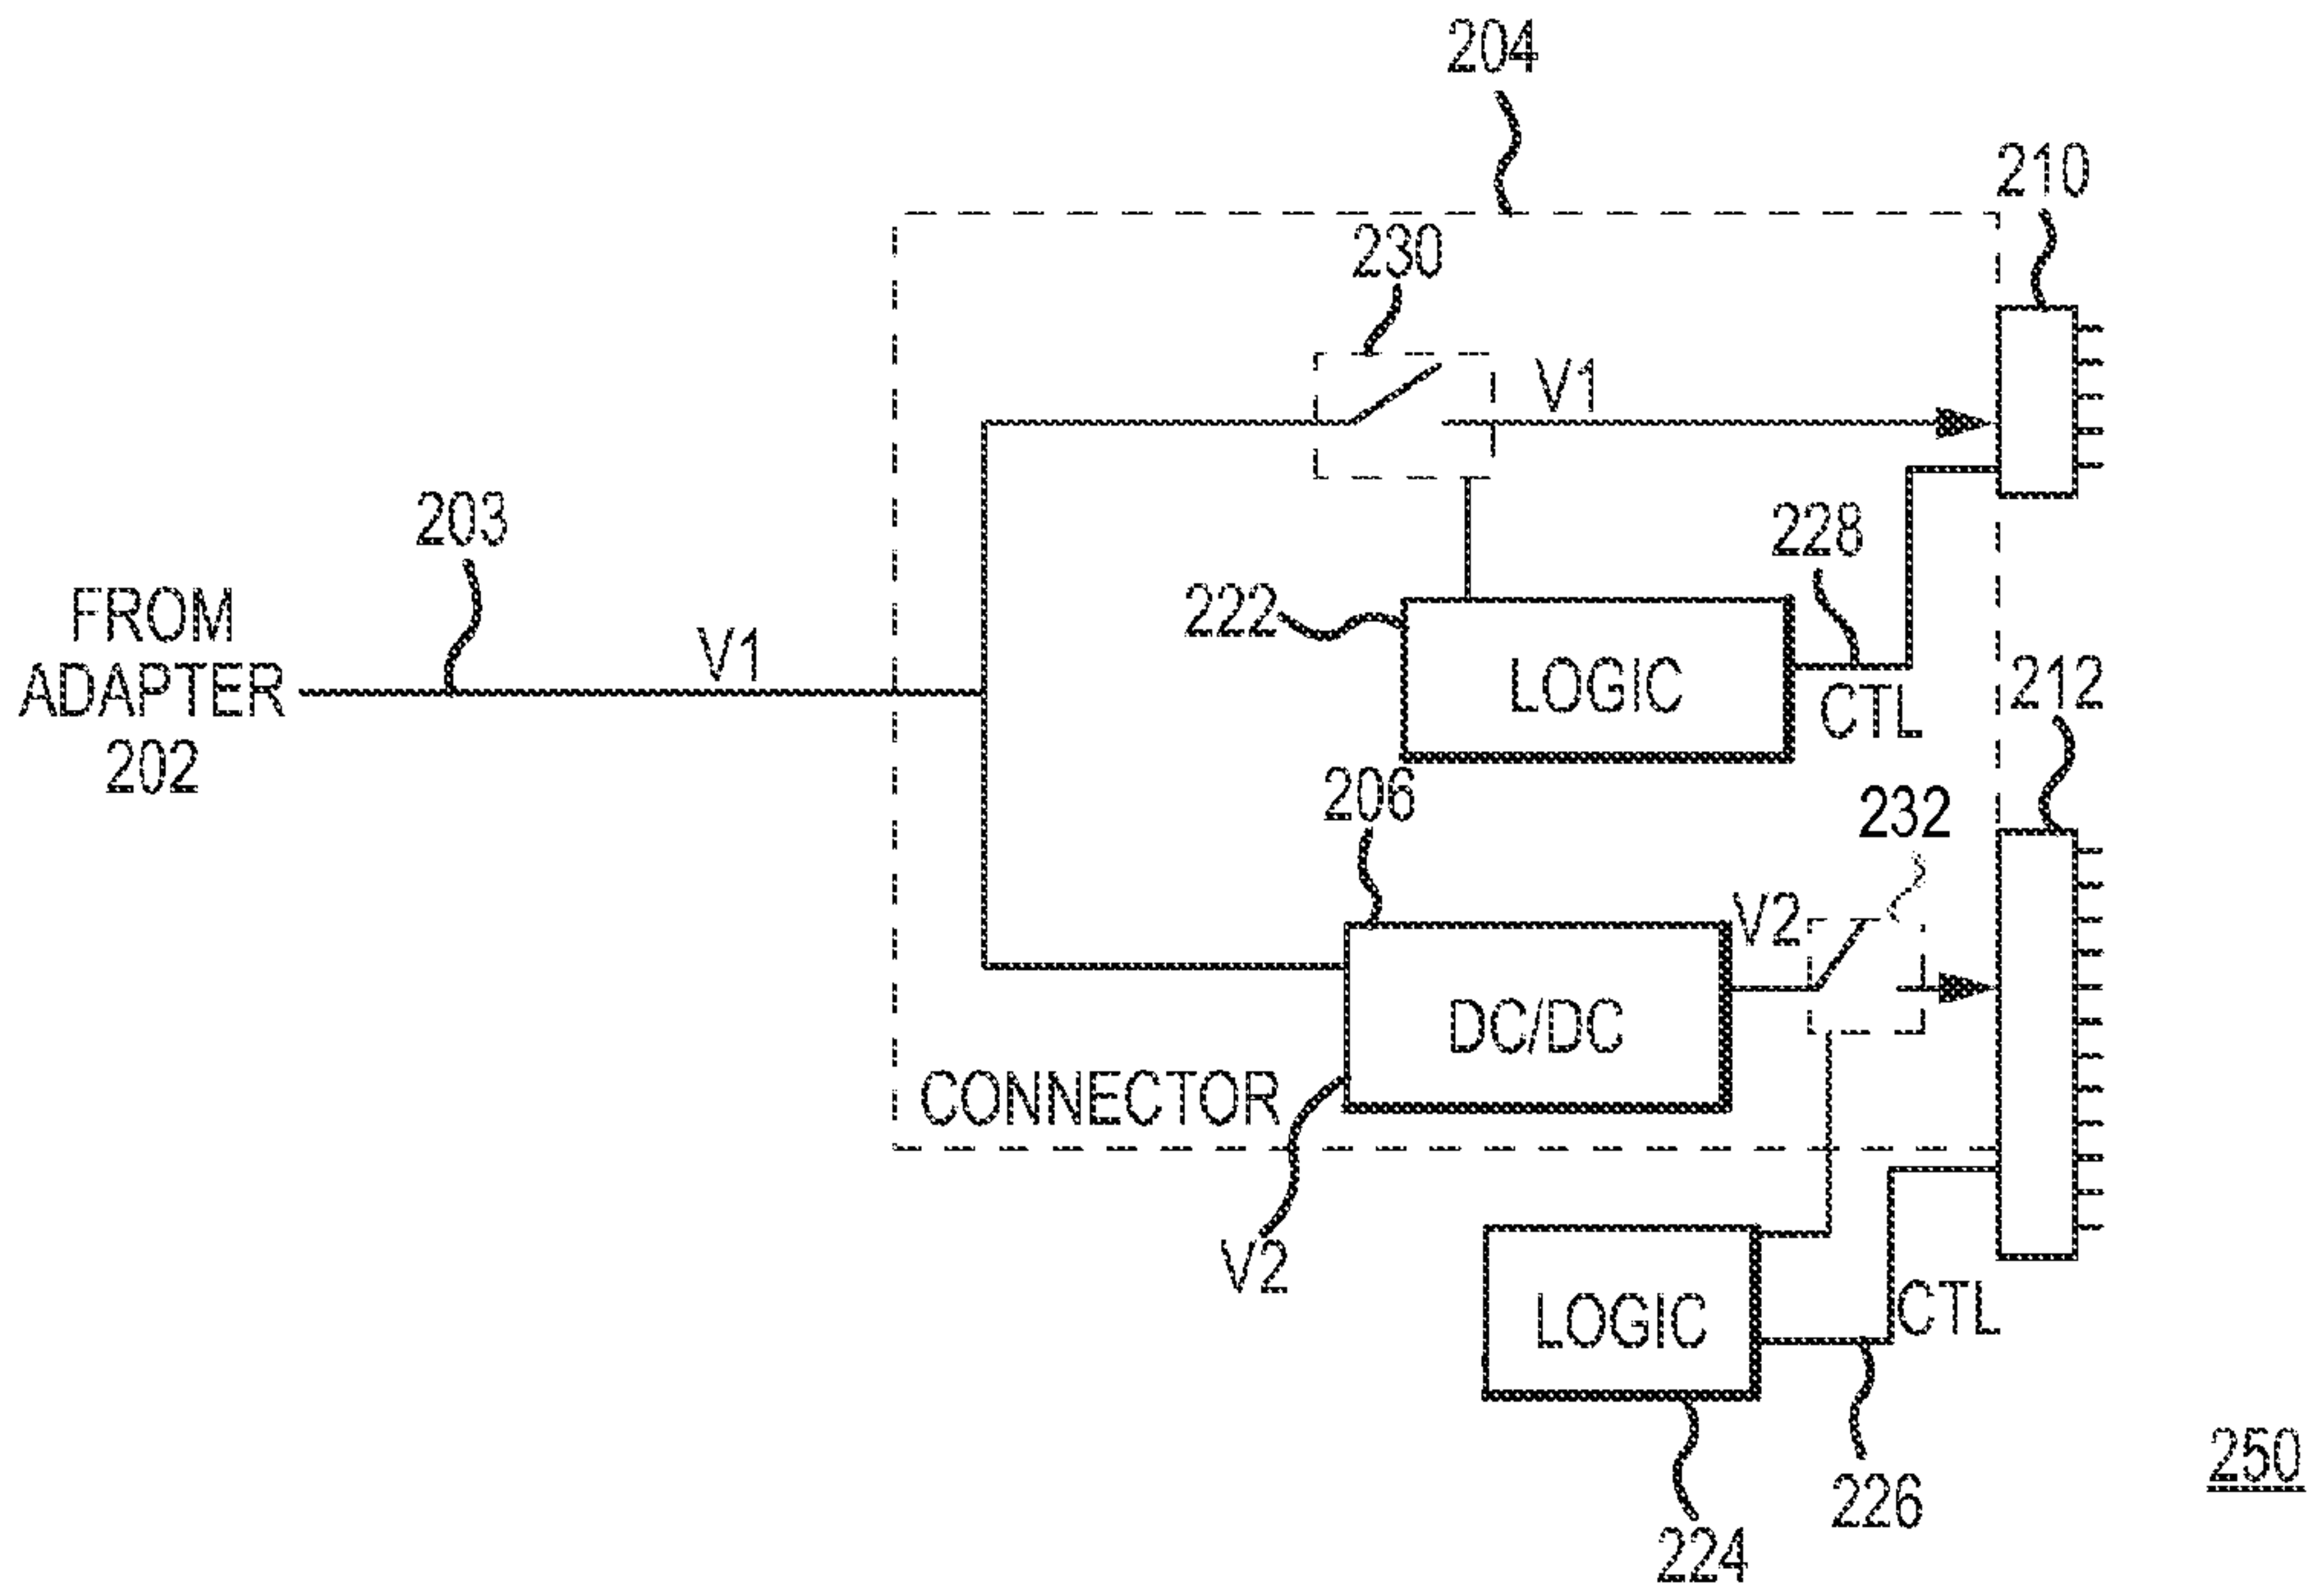 204
210
230
V1
203
228
222
FROM
ADAPTER
202
V1
LOGIC
CTL
212
206
232
V2
DC/DC
CONNECTOR
V2
LOGIC
CTL
250
226
224